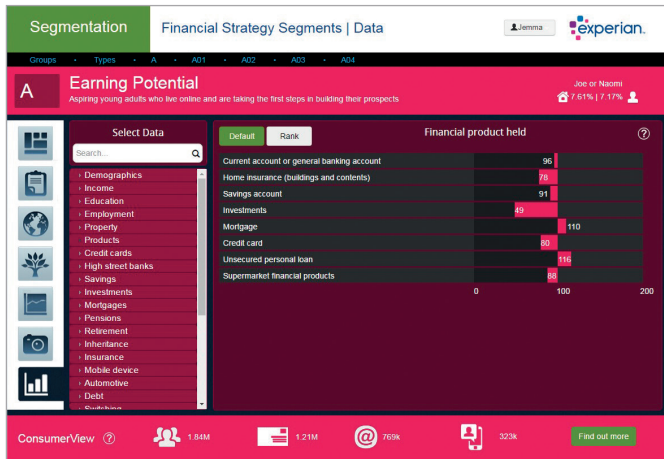 Segmentation
Financial Strategy Segments | Data
Jemma
experian.
Groups • Types • A • A01 • A02 • A03 • A04
A
Earning Potential
Aspiring young adults who live online and are taking the first steps in building their prospects
Joe or Naomi
7.61% | 7.17%
Select Data
Search...
Demographics
Income
Education
Employment
Property
Products
Credit cards
High street banks
Savings
Investments
Mortgages
Pensions
Retirement
Inheritance
Insurance
Mobile device
Automotive
Debt
Switching
Default
Rank
Financial product held
?
Current account or general banking account 96
Home insurance (buildings and contents) 78
Savings account 91
Investments 49
Mortgage 110
Credit card 80
Unsecured personal loan 116
Supermarket financial products 88
0 100 200
ConsumerView ?
1.84M
1.21M
@ 769k
323k
Find out more